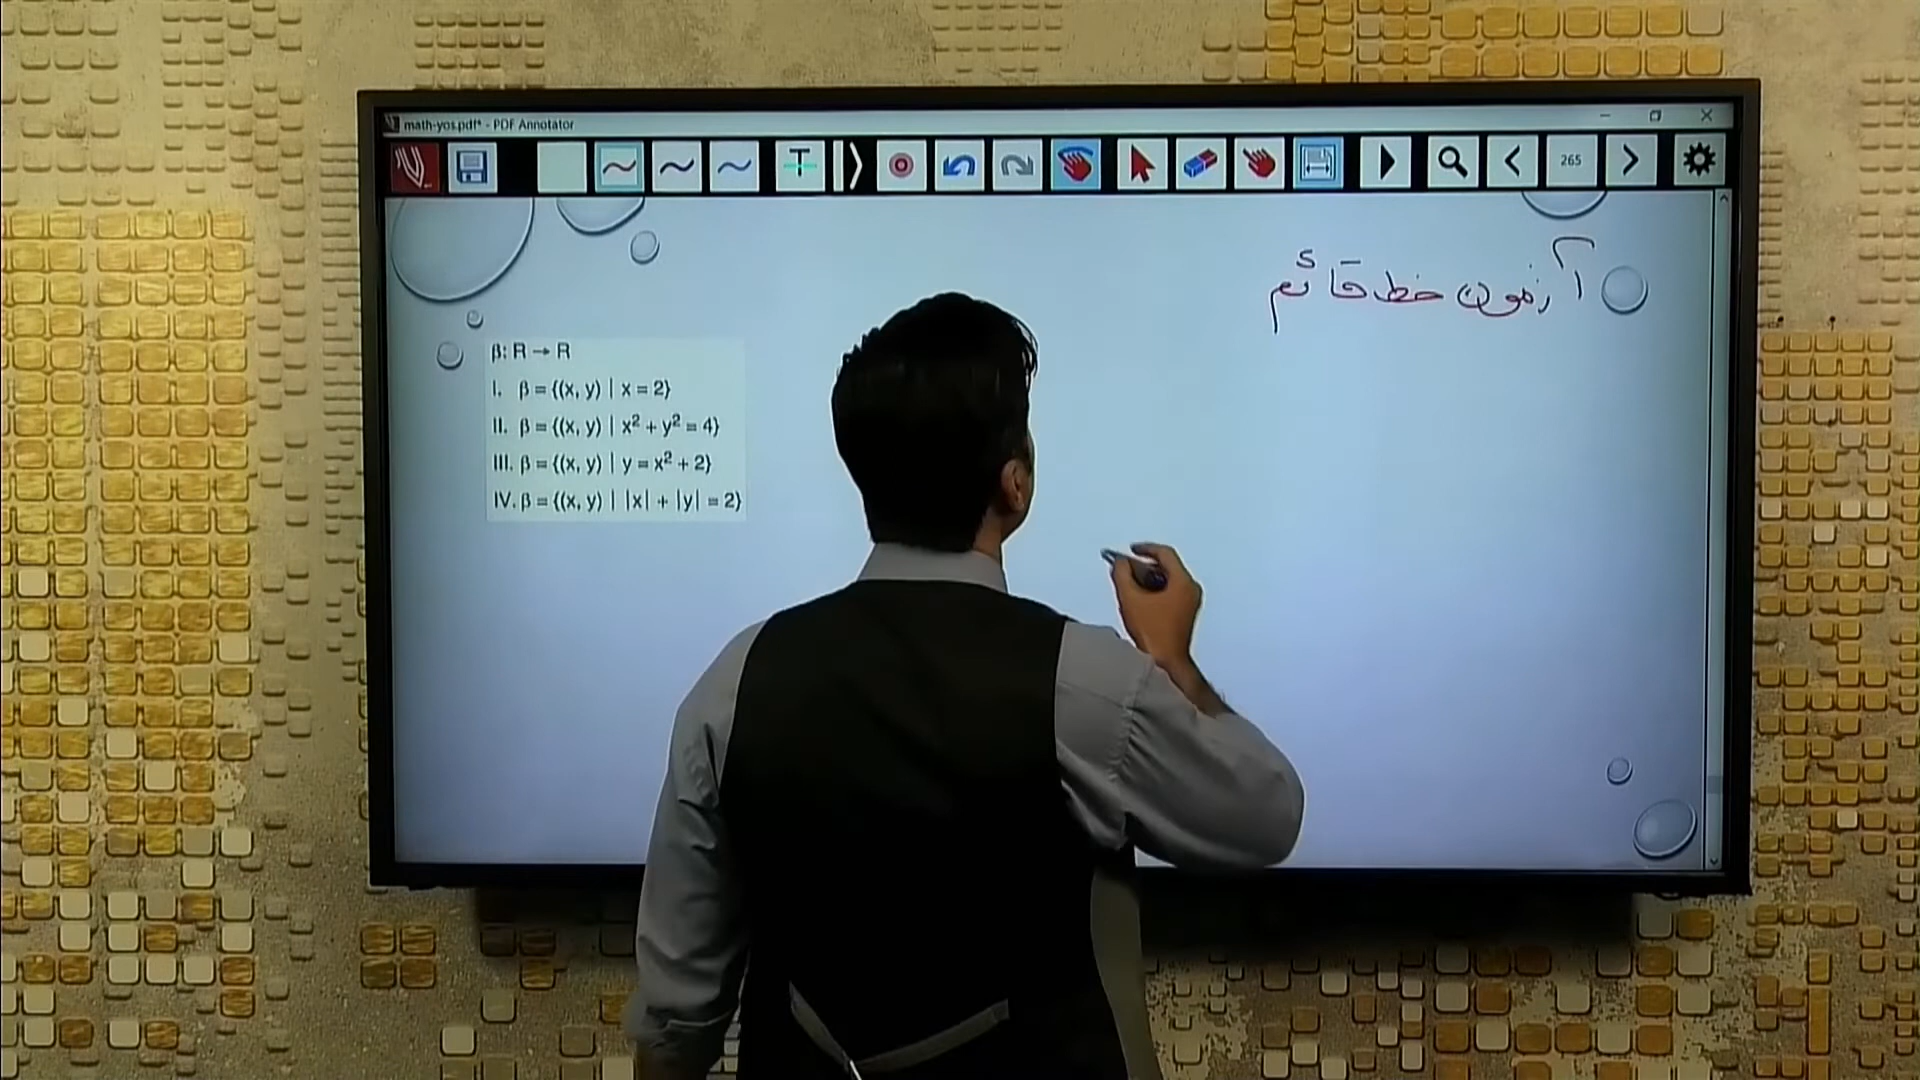 math-yos.pdf* - PDF Annotator
265
آزمون خط قائم
β: R → R
I. β = {(x, y) | x = 2}
II. β = {(x, y) | x² + y² = 4}
III. β = {(x, y) | y = x² + 2}
IV. β = {(x, y) | |x| + |y| = 2}